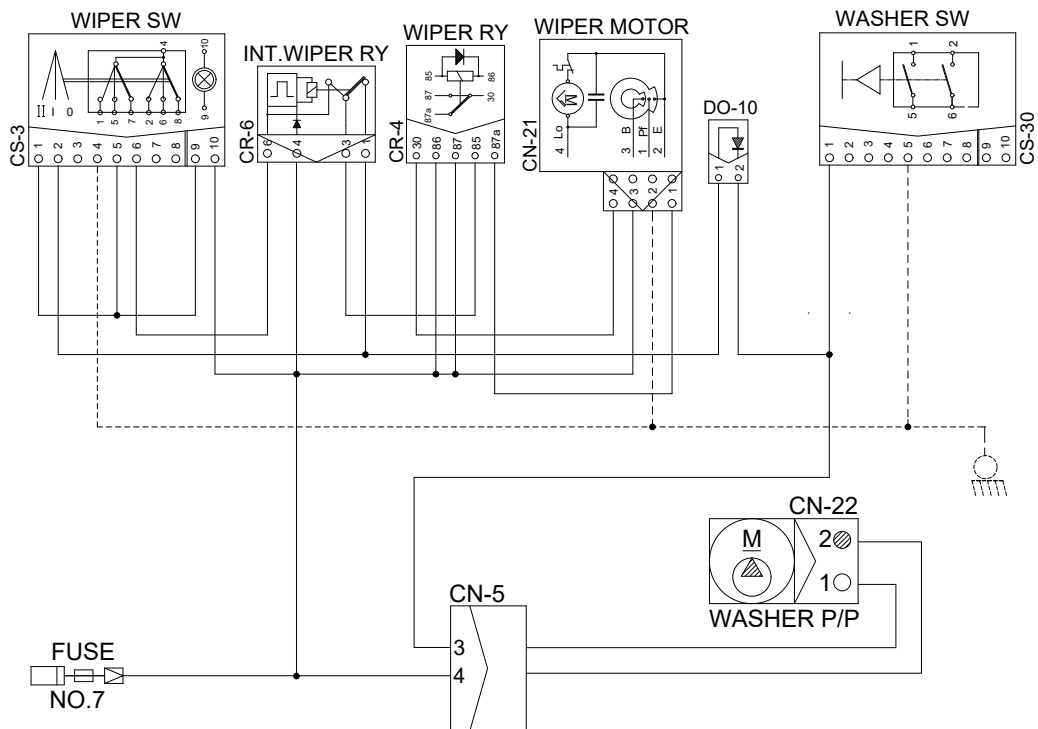 WIPER SW
INT.WIPER RY
WIPER RY
WIPER MOTOR
WASHER SW
DO-10
4
10
II I 0
1 5 7 2 6 8
9
CS-3
1 2 3 4 5 6 7 8 9 10
CR-6
6 4 3 1
85 86
87 30
87a
CR-4
30 86 87 85 87a
M
Lo B Pf E
4 3 1 2
CN-21
4 3 2 1
1 2
1 2
5 6
1 2 3 4 5 6 7 8 9 10
CS-30
CN-22
M
2
1
WASHER P/P
CN-5
3
4
FUSE
NO.7